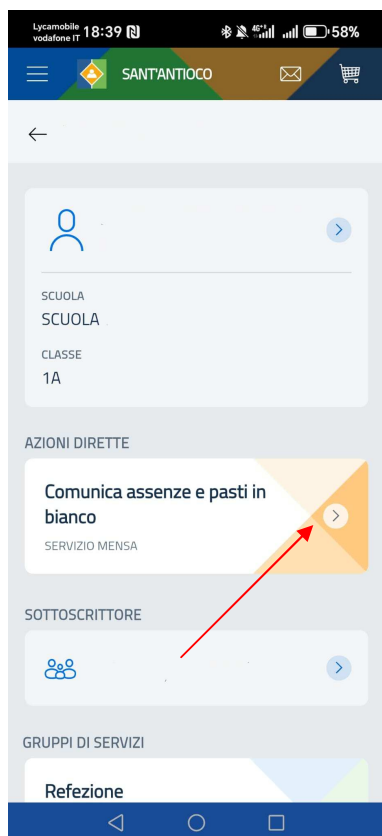 Lycamobile
vodafone IT 18:39 58%
SANT'ANTIOCO
SCUOLA
SCUOLA
CLASSE
1A
AZIONI DIRETTE
Comunica assenze e pasti in
bianco
SERVIZIO MENSA
SOTTOSCRITTORE
GRUPPI DI SERVIZI
Refezione